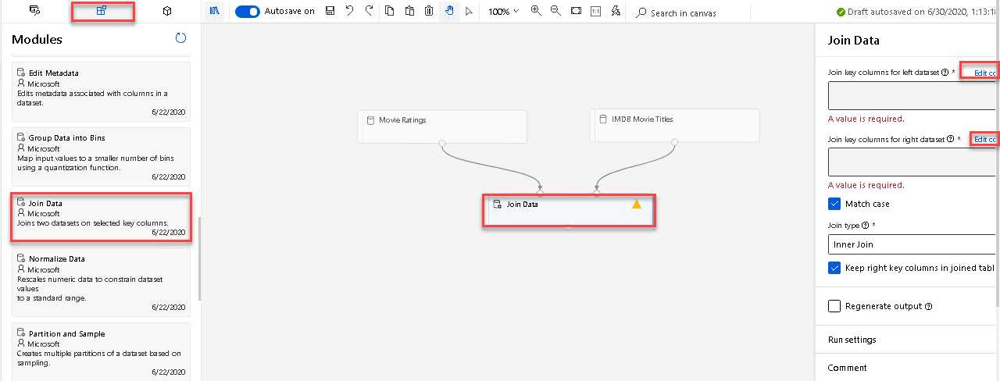 Autosave on
100%
1:1
Search in canvas
Draft autosaved on 6/30/2020, 1:13:18
Modules
Edit Metadata
Microsoft
Edits metadata associated with columns in a
dataset.
6/22/2020
Group Data into Bins
Microsoft
Map input values to a smaller number of bins
using a quantization function.
6/22/2020
Join Data
Microsoft
Joins two datasets on selected key columns.
6/22/2020
Normalize Data
Microsoft
Rescales numeric data to constrain dataset
values
to a standard range.
6/22/2020
Partition and Sample
Microsoft
Creates multiple partitions of a dataset based on
sampling.
6/22/2020
Movie Ratings
IMDB Movie Titles
Join Data
Join Data
Join key columns for left dataset * Edit co
A value is required.
Join key columns for right dataset * Edit co
A value is required.
Match case
Join type *
Inner Join
Keep right key columns in joined tabl
Regenerate output
Run settings
Comment